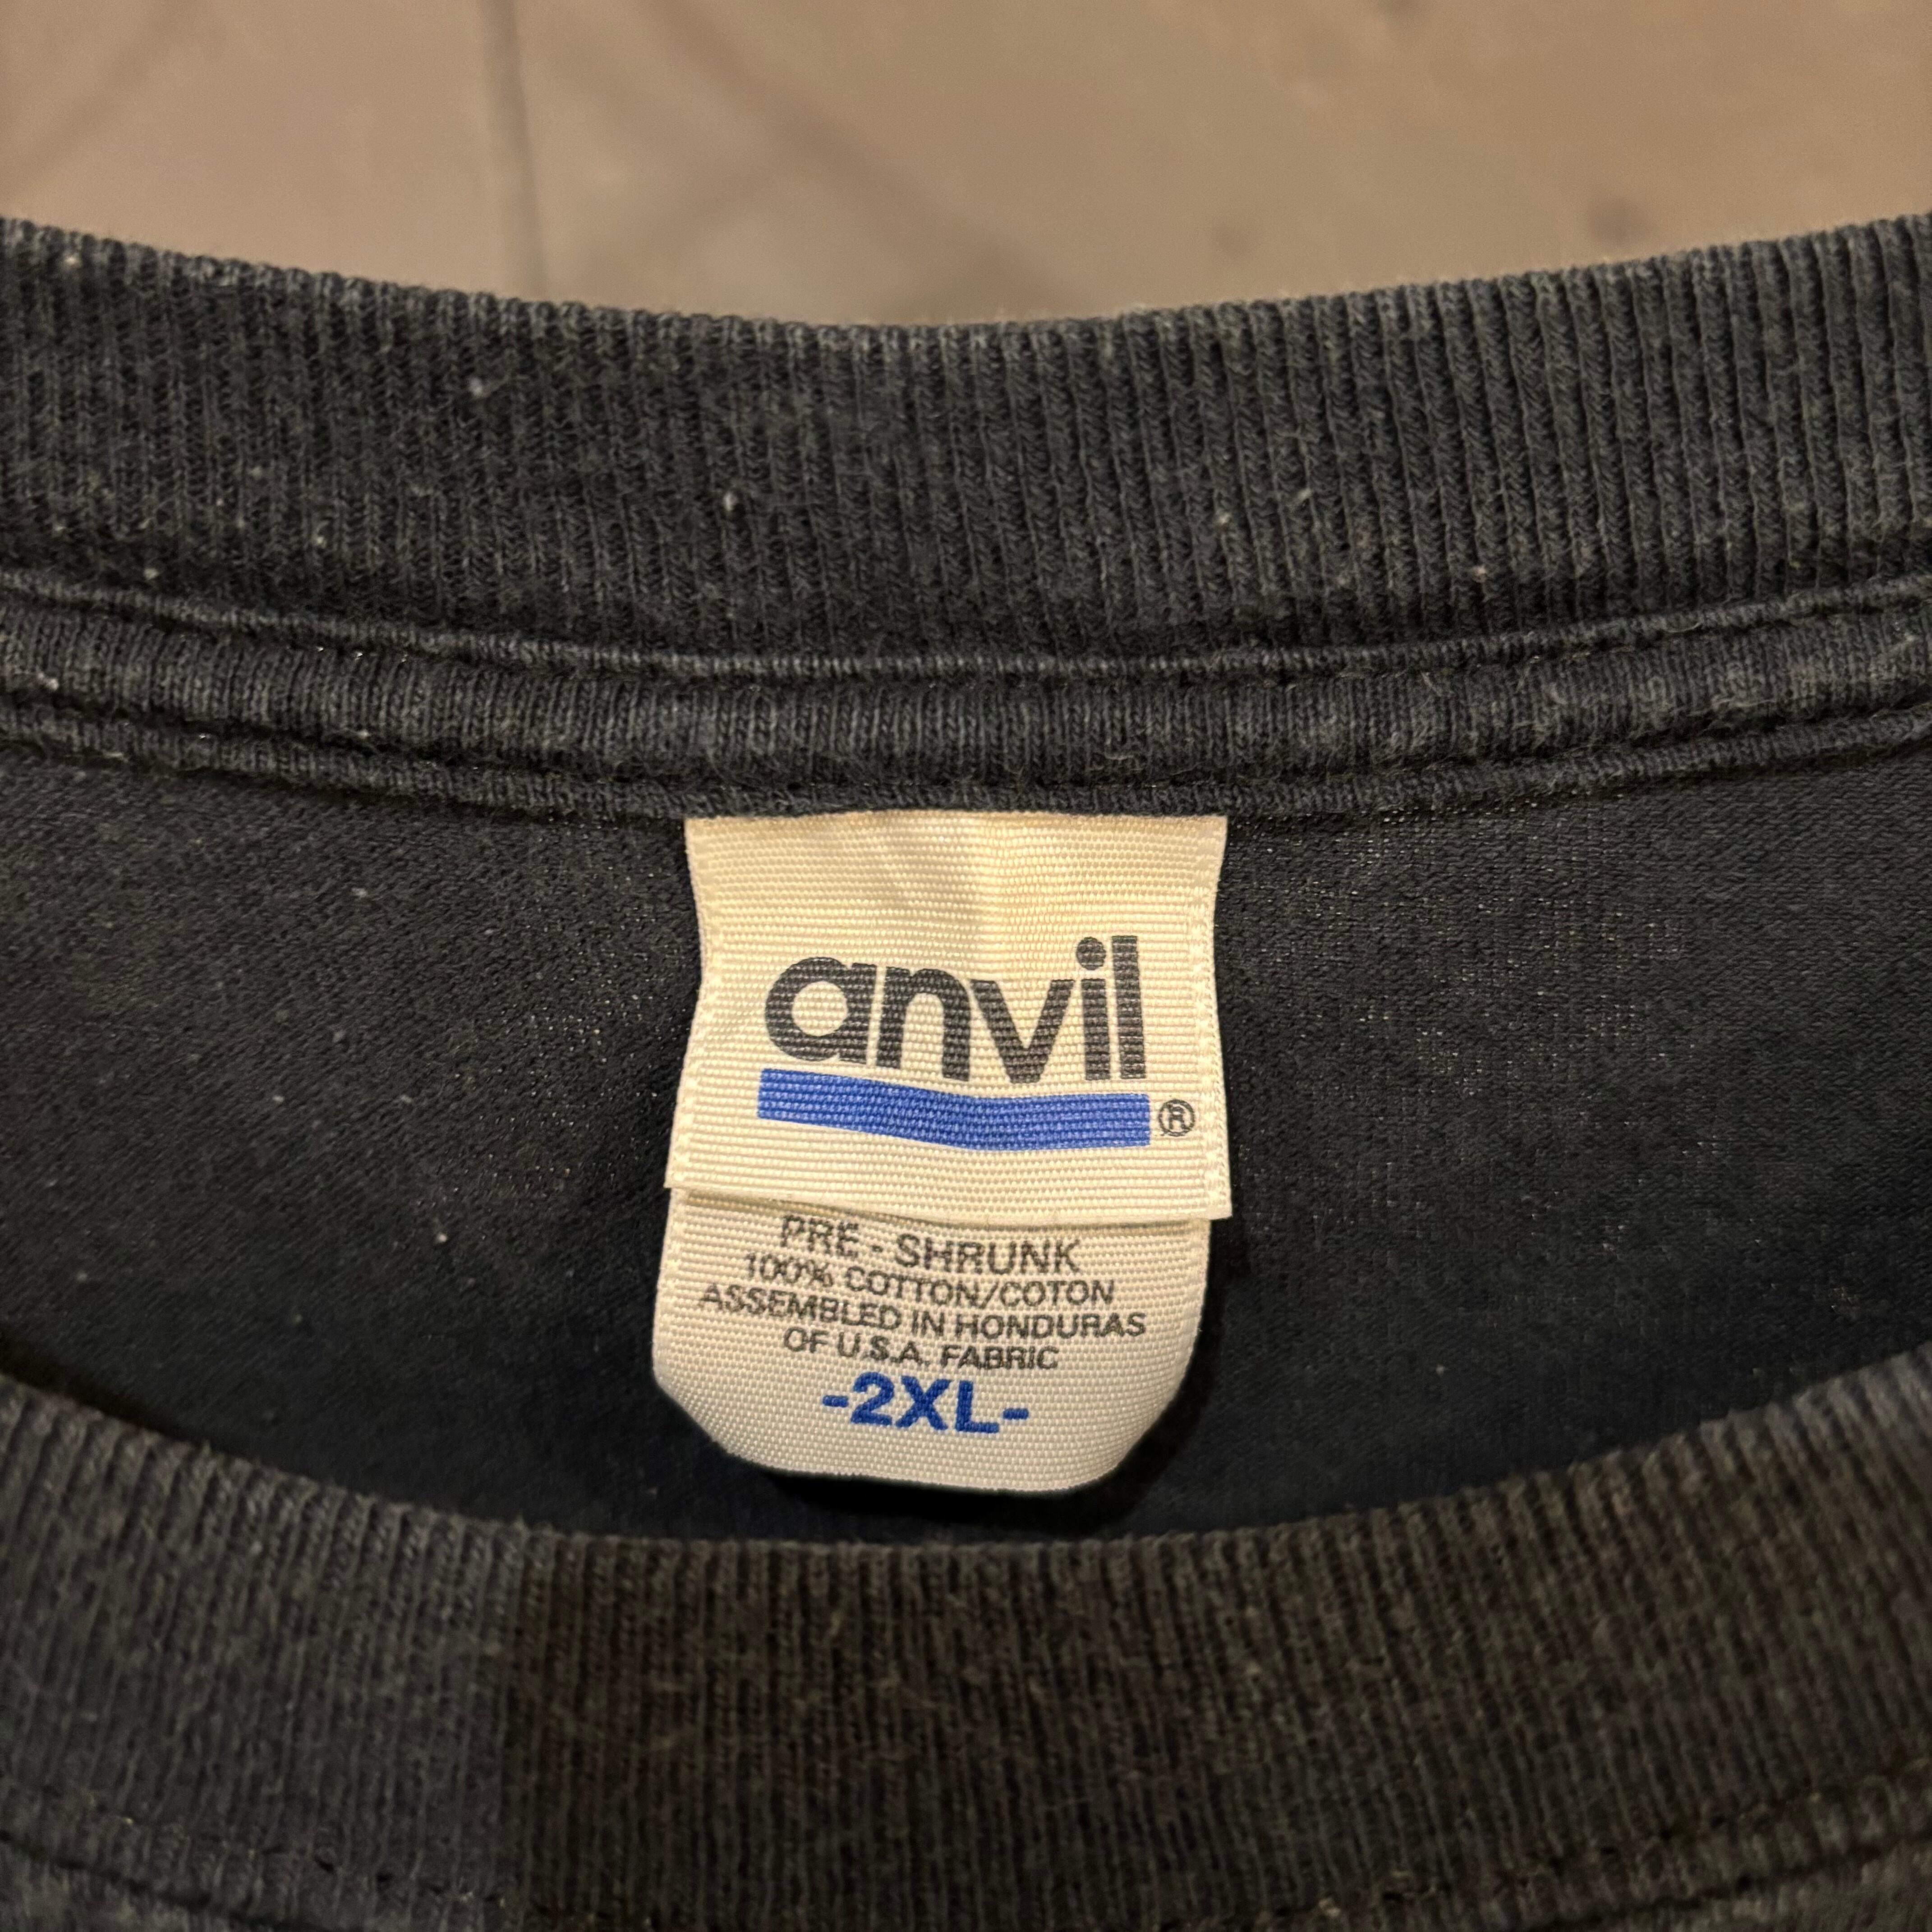 anvil
®
PRE - SHRUNK
100% COTTON/COTON
ASSEMBLED IN HONDURAS
OF U.S.A. FABRIC
-2XL-